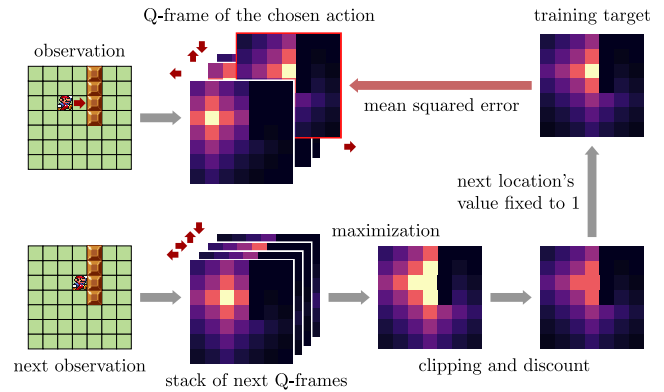 Q-frame of the chosen action
training target
observation
mean squared error
next location's
value fixed to 1
maximization
next observation
stack of next Q-frames
clipping and discount